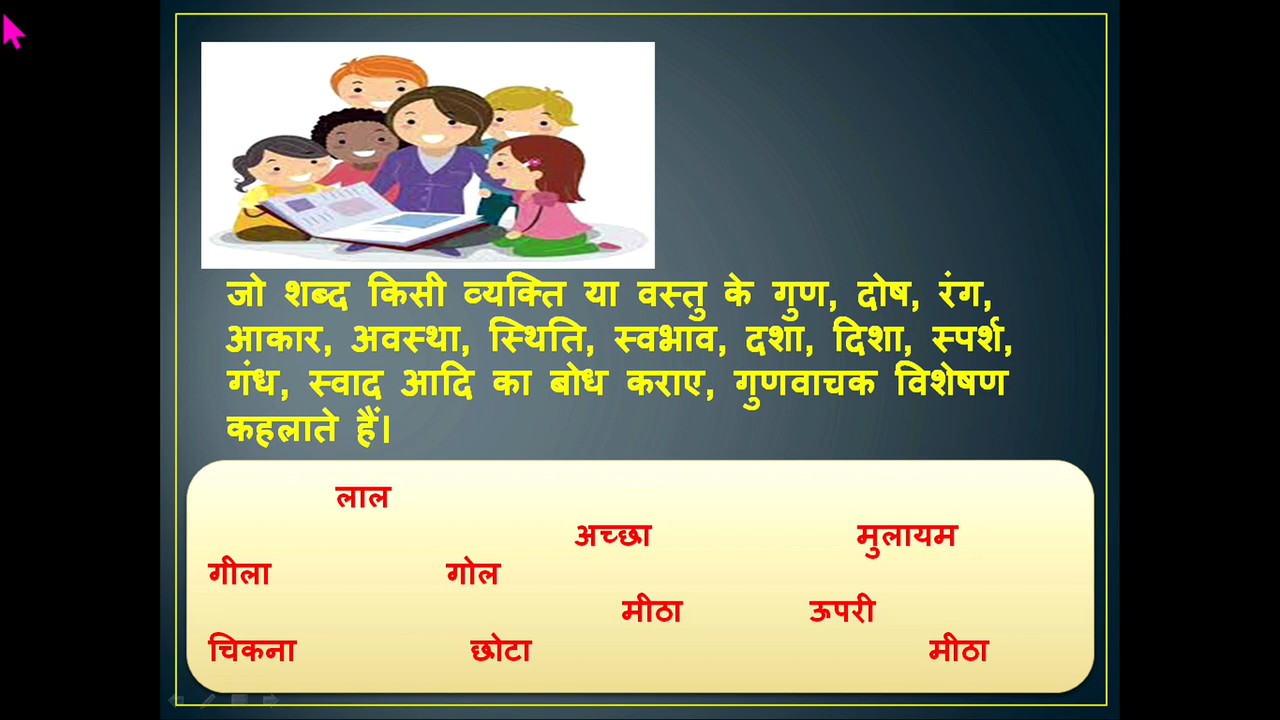 जो शब्द किसी व्यक्ति या वस्तु के गुण, दोष, रंग,
आकार, अवस्था, स्थिति, स्वभाव, दशा, दिशा, स्पर्श,
गंध, स्वाद आदि का बोध कराए, गुणवाचक विशेषण
कहलाते हैं।
लाल
अच्छा मुलायम
गीला गोल
मीठा ऊपरी
चिकना छोटा मीठा